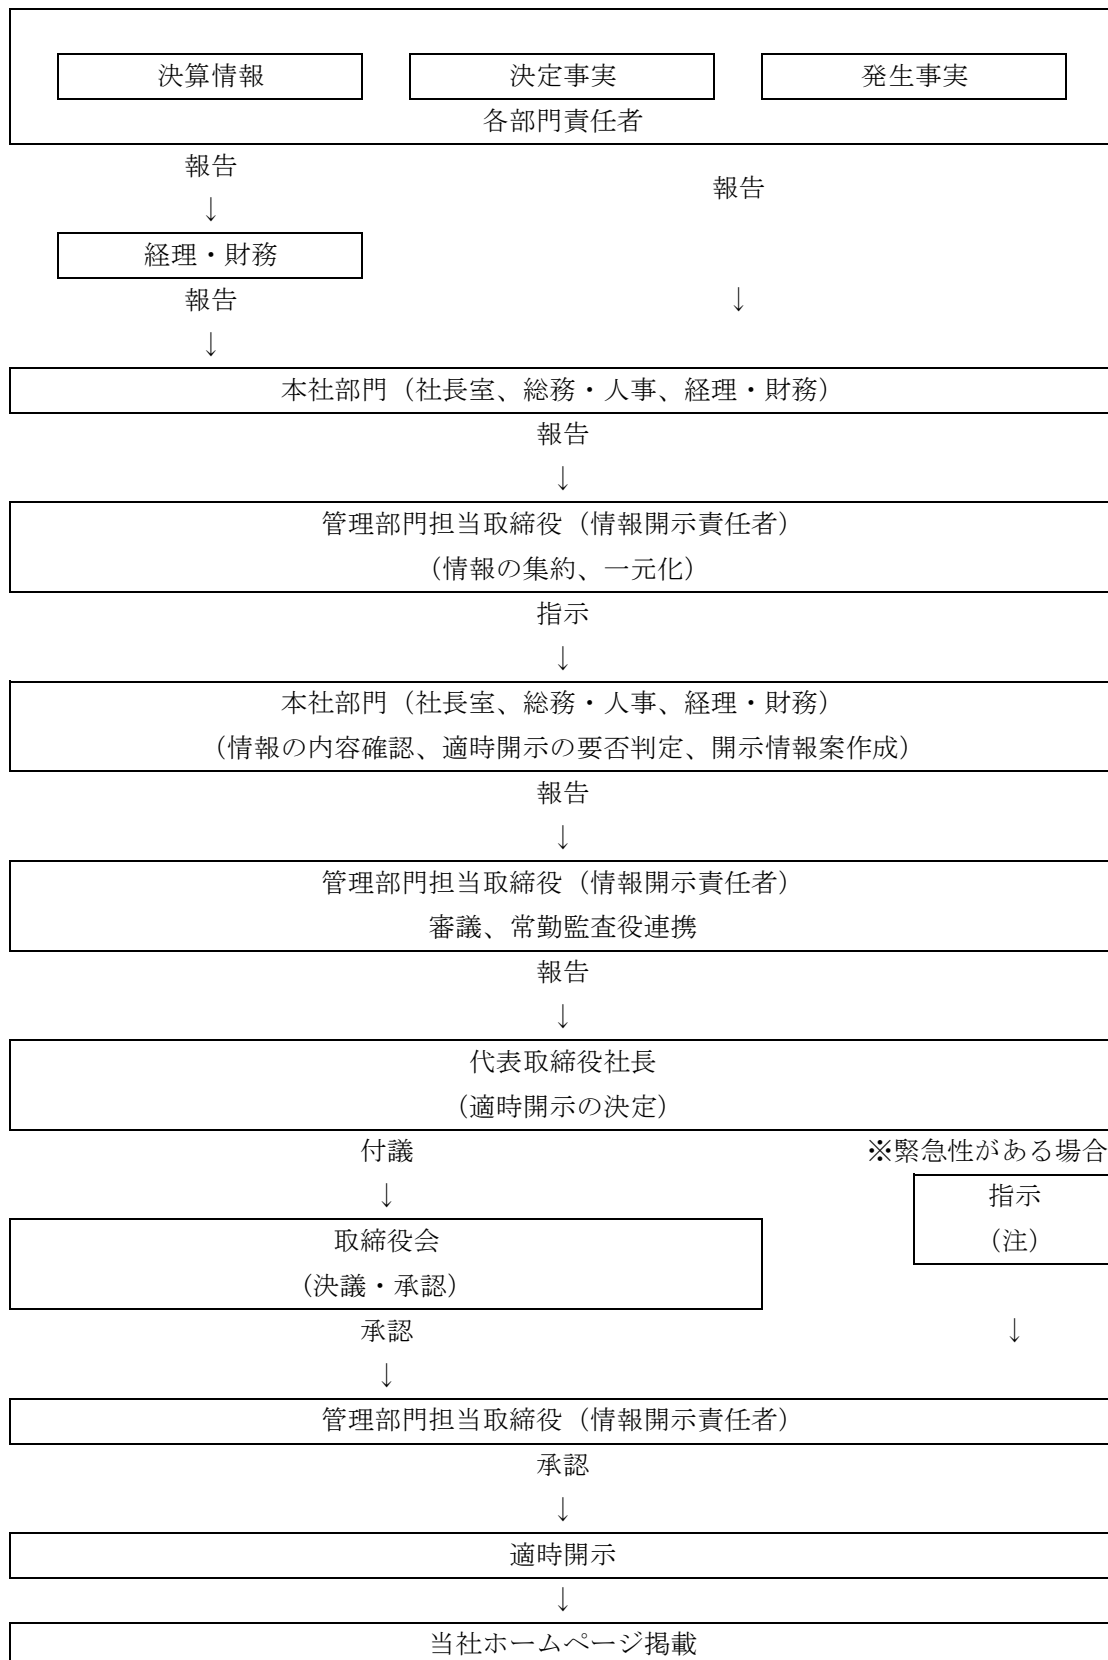 決算情報 決定事実 発生事実
各部門責任者
報告
報告
↓
経理・財務
報告 ↓
↓
本社部門（社長室、総務・人事、経理・財務）
報告
↓
管理部門担当取締役（情報開示責任者）
（情報の集約、一元化）
指示
↓
本社部門（社長室、総務・人事、経理・財務）
（情報の内容確認、適時開示の要否判定、開示情報案作成）
報告
↓
管理部門担当取締役（情報開示責任者）
審議、常勤監査役連携
報告
↓
代表取締役社長
（適時開示の決定）
付議 ※緊急性がある場合
↓ 指示
取締役会 （注）
（決議・承認）
承認 ↓
↓
管理部門担当取締役（情報開示責任者）
承認
↓
適時開示
↓
当社ホームページ掲載